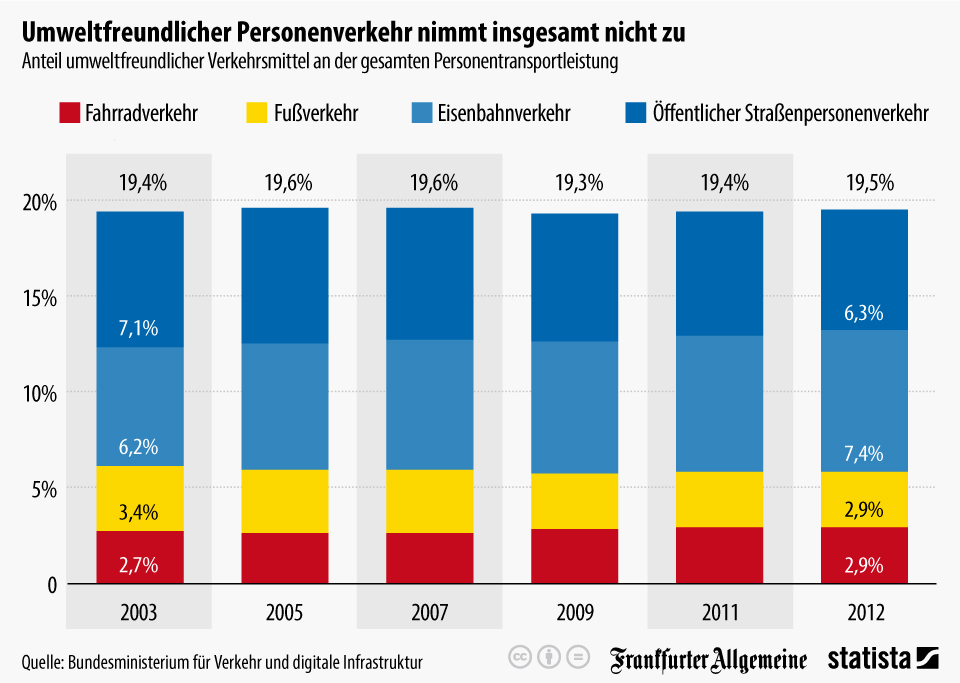 Umweltfreundlicher Personenverkehr nimmt insgesamt nicht zu
Anteil umweltfreundlicher Verkehrsmittel an der gesamten Personentransportleistung
Fahrradverkehr Fußverkehr Eisenbahnverkehr Öffentlicher Straßenpersonenverkehr
19,4% 19,6% 19,6% 19,3% 19,4% 19,5%
20%
15%
7,1% 6,3%
10%
6,2% 7,4%
5%
3,4% 2,9%
2,7% 2,9%
0
2003 2005 2007 2009 2011 2012
Quelle: Bundesministerium für Verkehr und digitale Infrastruktur cc Frankfurter Allgemeine statista